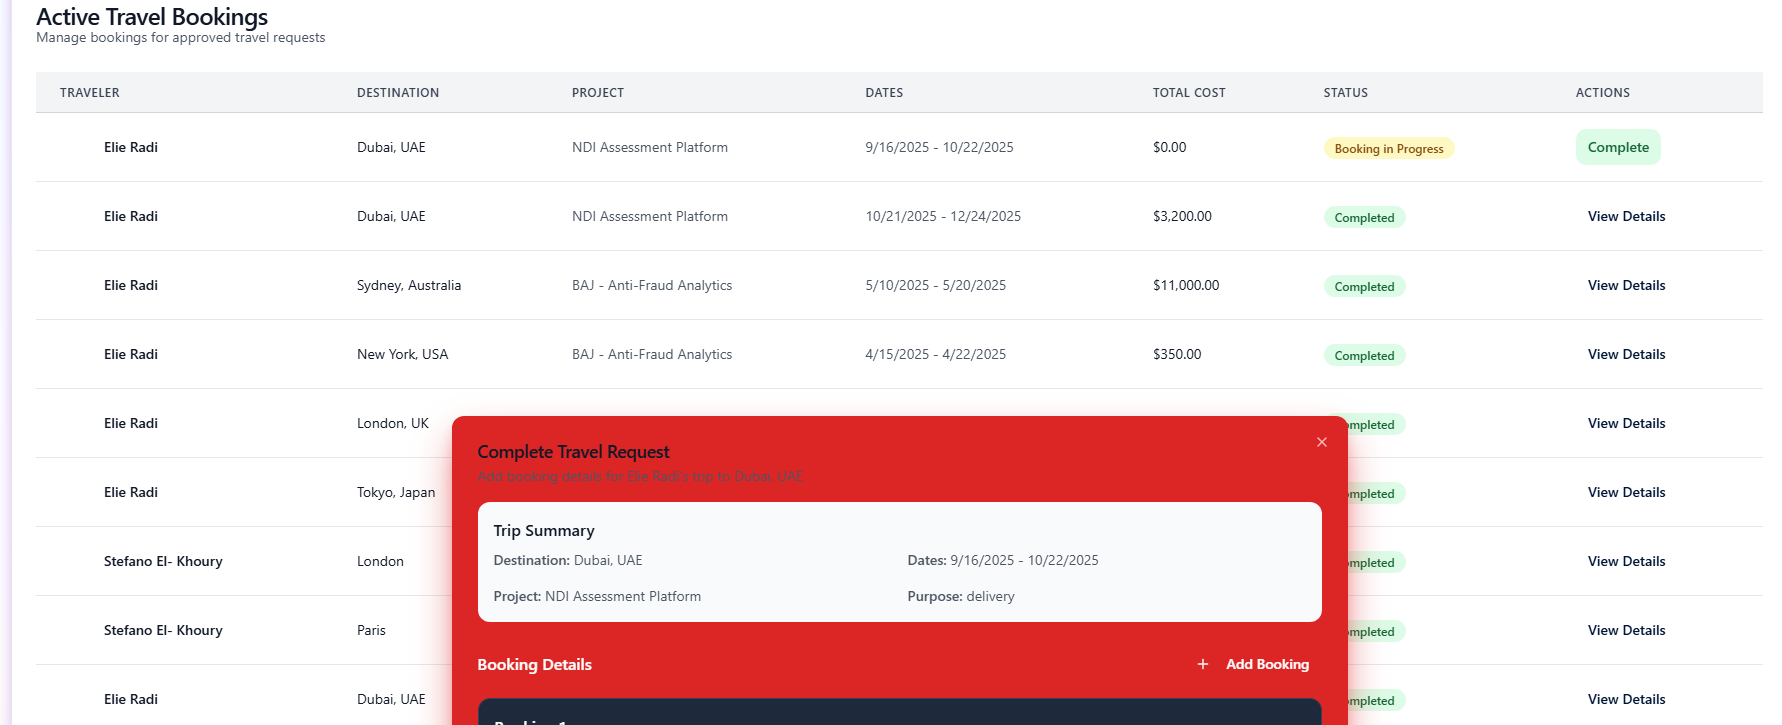 Active Travel Bookings
Manage bookings for approved travel requests
TRAVELER DESTINATION PROJECT DATES TOTAL COST STATUS ACTIONS
Elie Radi Dubai, UAE NDI Assessment Platform 9/16/2025 - 10/22/2025 $0.00 Booking in Progress Complete
Elie Radi Dubai, UAE NDI Assessment Platform 10/21/2025 - 12/24/2025 $3,200.00 Completed View Details
Elie Radi Sydney, Australia BAJ - Anti-Fraud Analytics 5/10/2025 - 5/20/2025 $11,000.00 Completed View Details
Elie Radi New York, USA BAJ - Anti-Fraud Analytics 4/15/2025 - 4/22/2025 $350.00 Completed View Details
Elie Radi London, UK mpleted View Details
Elie Radi Tokyo, Japan mpleted View Details
Stefano El- Khoury London mpleted View Details
Stefano El- Khoury Paris mpleted View Details
Elie Radi Dubai, UAE mpleted View Details
Complete Travel Request
Add booking details for Elie Radi's trip to Dubai, UAE
Trip Summary
Destination: Dubai, UAE Dates: 9/16/2025 - 10/22/2025
Project: NDI Assessment Platform Purpose: delivery
Booking Details + Add Booking